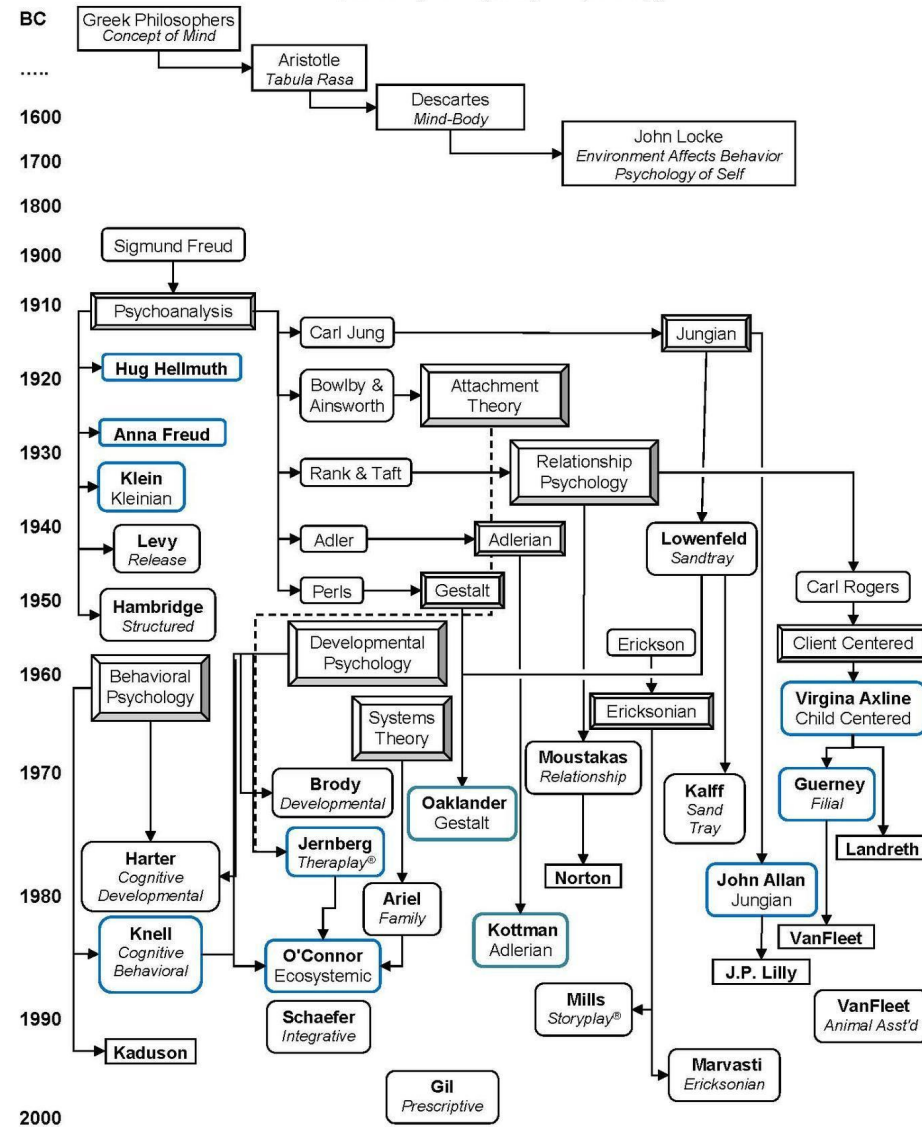 BC
Greek Philosophers
Concept of Mind
.....
Aristotle
Tabula Rasa
Descartes
Mind-Body
1600
John Locke
Environment Affects Behavior
Psychology of Self
1700
1800
Sigmund Freud
1900
1910
Psychoanalysis
Carl Jung
Jungian
Hug Hellmuth
1920
Bowlby &
Ainsworth
Attachment
Theory
Anna Freud
1930
Klein
Kleinian
Rank & Taft
Relationship
Psychology
1940
Levy
Release
Adler
Adlerian
Lowenfeld
Sandtray
1950
Hambridge
Structured
Perls
Gestalt
Carl Rogers
Developmental
Psychology
Erickson
Client Centered
1960
Behavioral
Psychology
Systems
Theory
Ericksonian
Virgina Axline
Child Centered
1970
Brody
Developmental
Oaklander
Gestalt
Moustakas
Relationship
Kalff
Sand
Tray
Guerney
Filial
Landreth
Harter
Cognitive
Developmental
Jernberg
Theraplay®
Norton
1980
Ariel
Family
John Allan
Jungian
Knell
Cognitive
Behavioral
O'Connor
Ecosystemic
Kottman
Adlerian
VanFleet
J.P. Lilly
1990
Schaefer
Integrative
Mills
Storyplay®
VanFleet
Animal Asst'd
Kaduson
Marvasti
Ericksonian
Gil
Prescriptive
2000